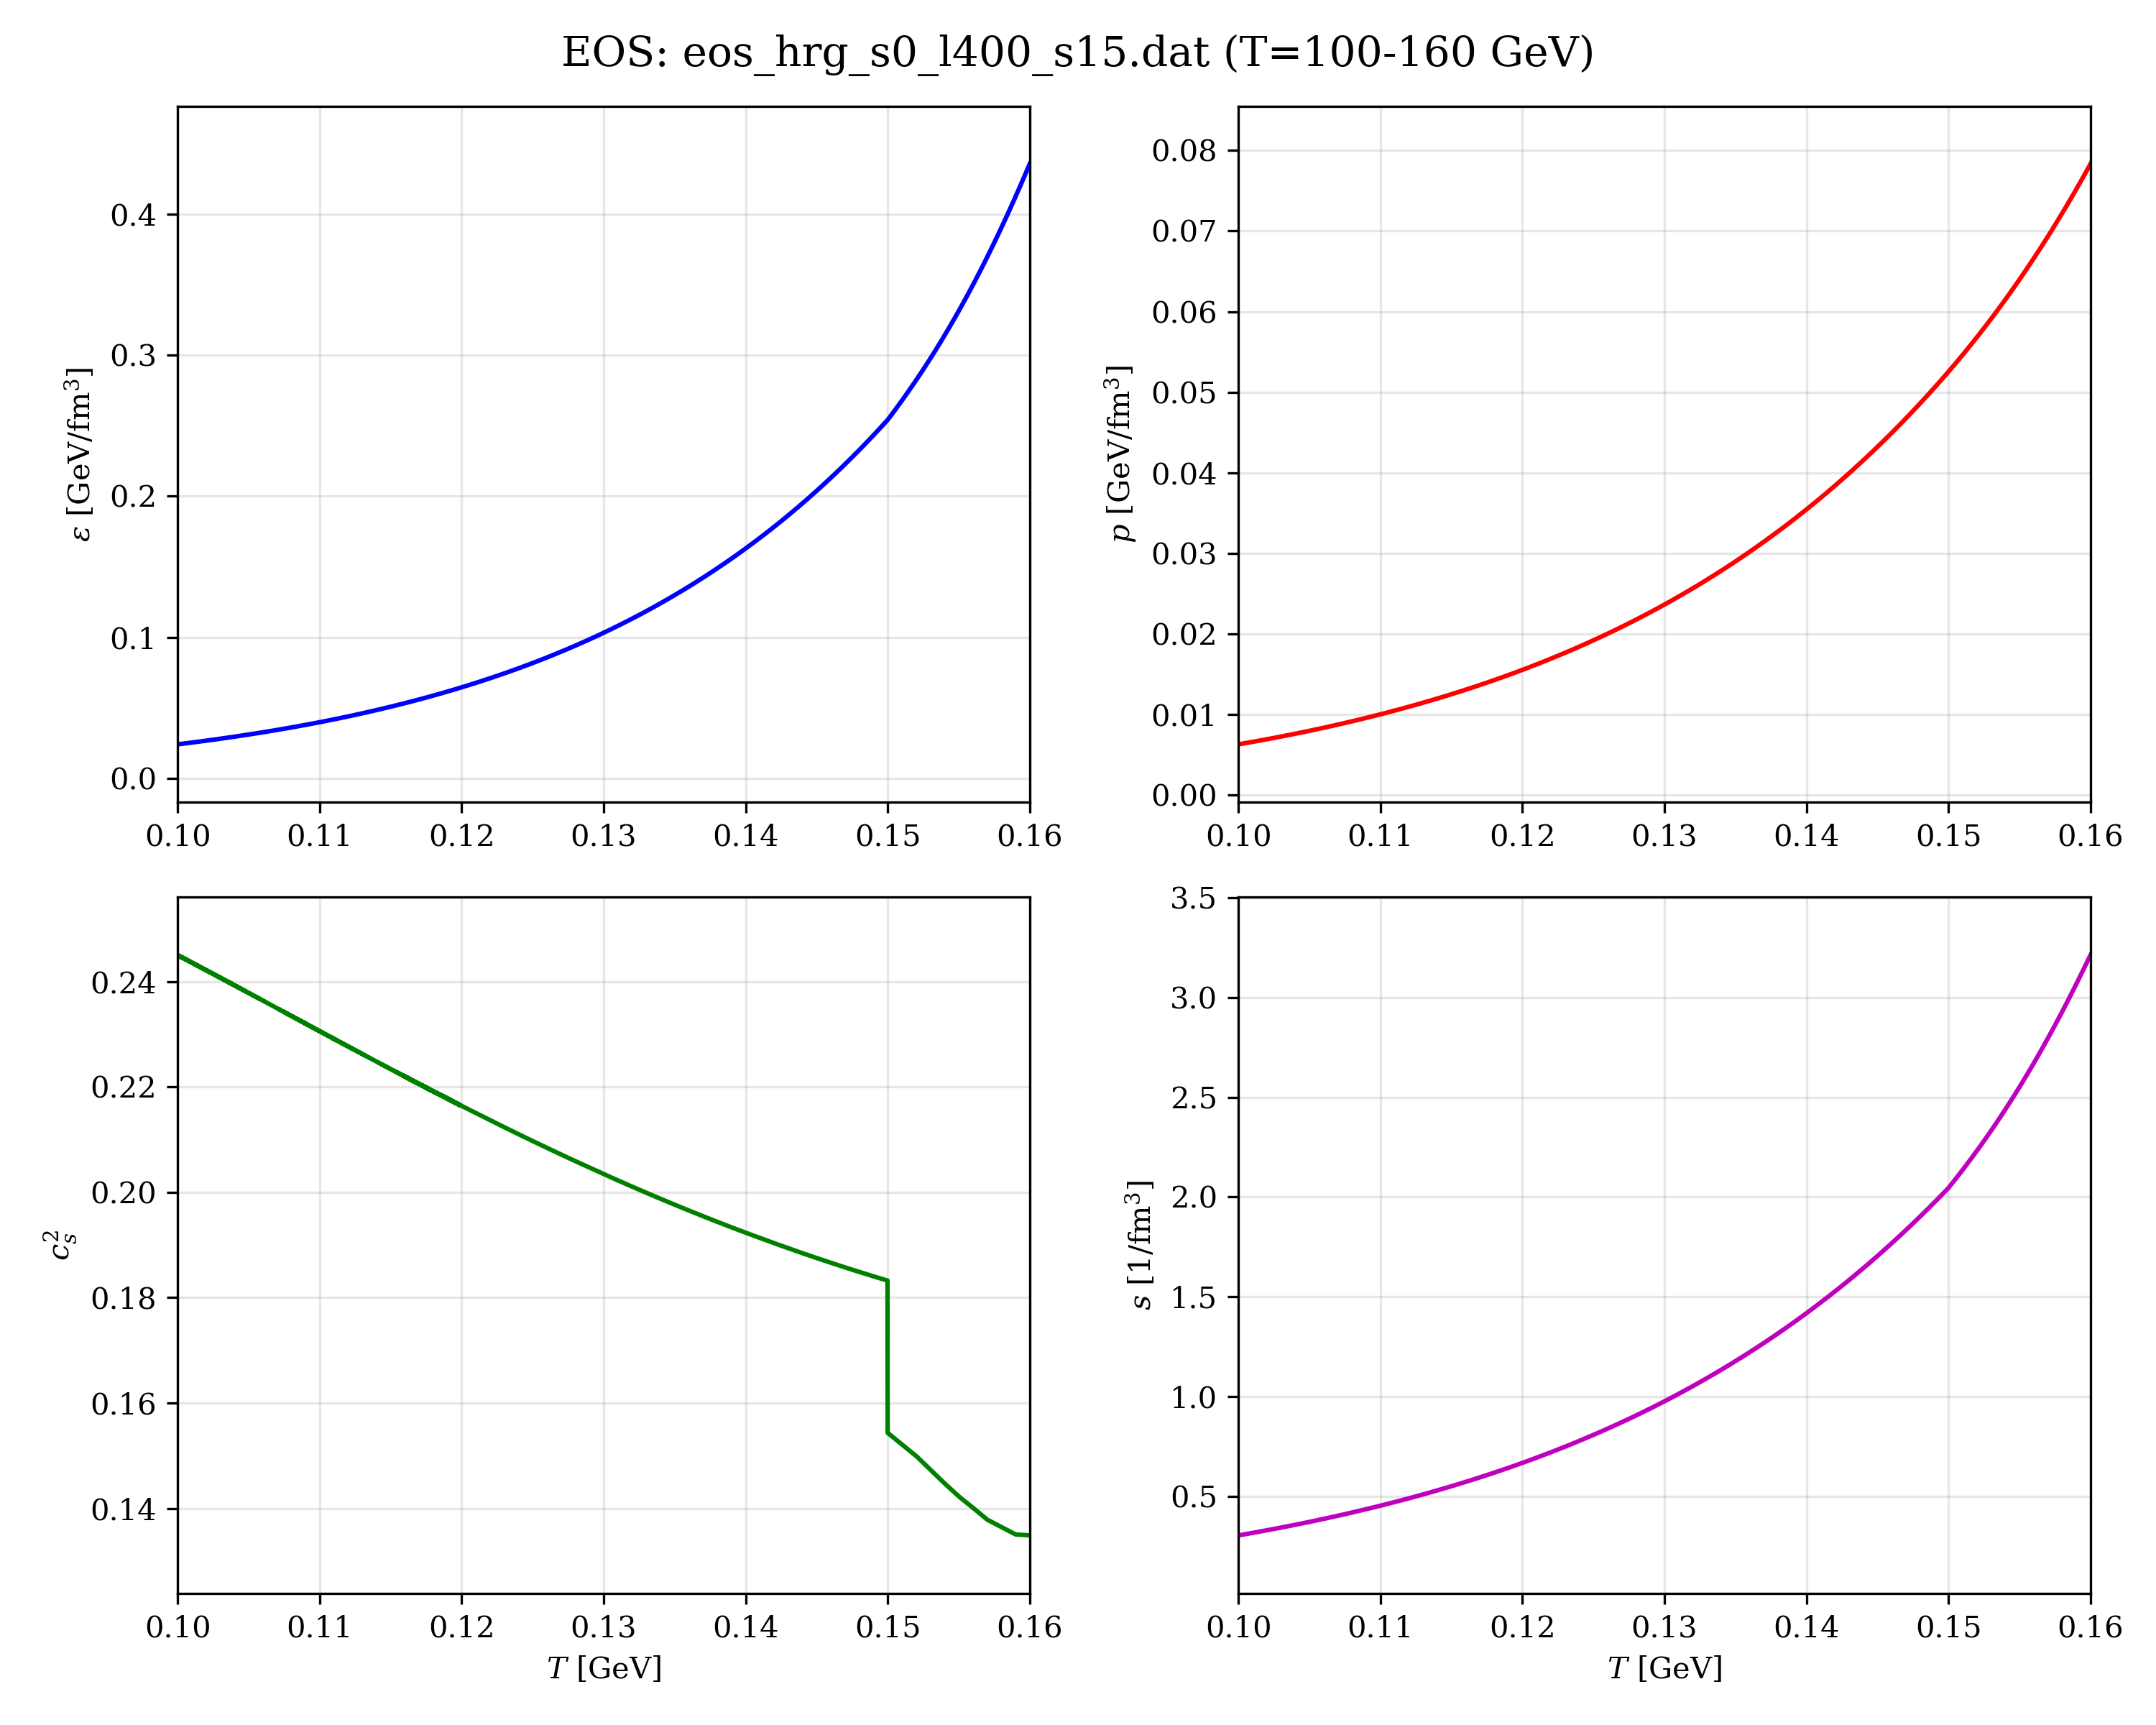 EOS: eos_hrg_s0_l400_s15.dat (T=100-160 GeV)
ε [GeV/fm³]
0.4
0.3
0.2
0.1
0.0
0.10 0.11 0.12 0.13 0.14 0.15 0.16
p [GeV/fm³]
0.08
0.07
0.06
0.05
0.04
0.03
0.02
0.01
0.00
0.10 0.11 0.12 0.13 0.14 0.15 0.16
c_s^2
0.24
0.22
0.20
0.18
0.16
0.14
0.10 0.11 0.12 0.13 0.14 0.15 0.16
T [GeV]
s [1/fm³]
3.5
3.0
2.5
2.0
1.5
1.0
0.5
0.10 0.11 0.12 0.13 0.14 0.15 0.16
T [GeV]